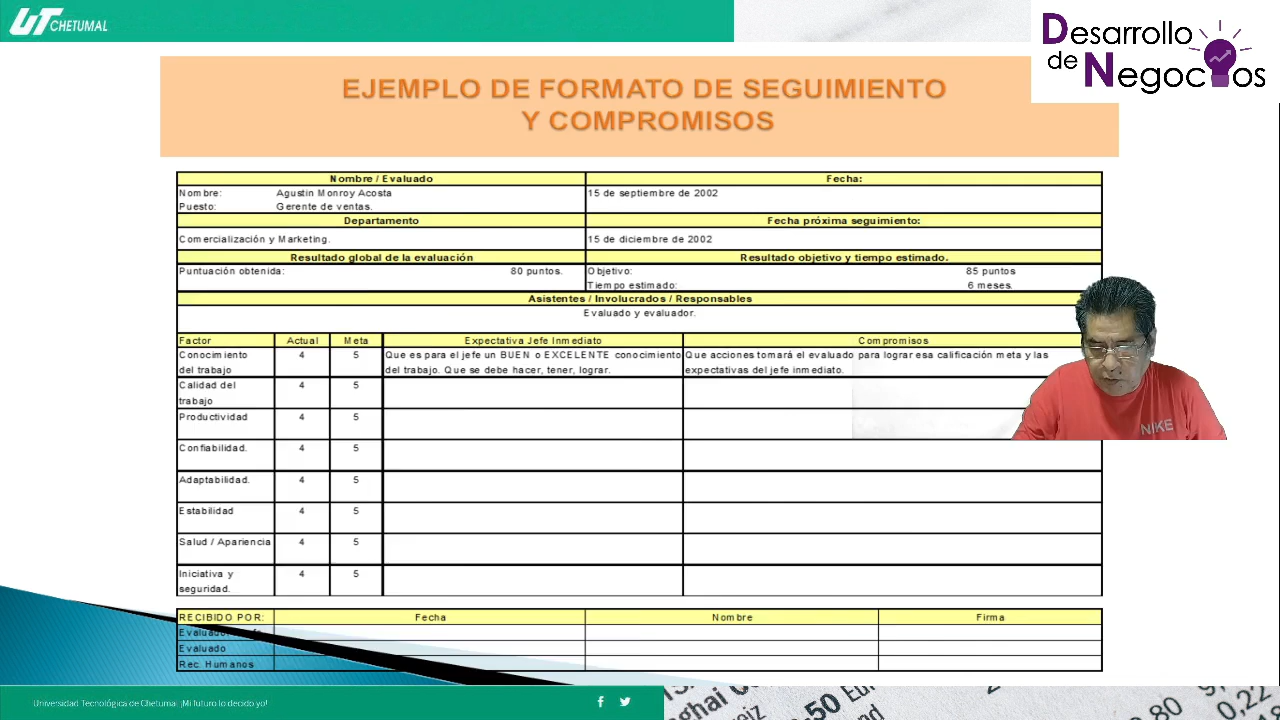 UT CHETUMAL
Desarrollo
de Negocios
EJEMPLO DE FORMATO DE SEGUIMIENTO
Y COMPROMISOS
Nombre / Evaluado Fecha:
Nombre: Agustin Monroy Acosta 15 de septiembre de 2002
Puesto: Gerente de ventas.
Departamento Fecha próxima seguimiento:
Comercialización y Marketing. 15 de diciembre de 2002
Resultado global de la evaluación Resultado objetivo y tiempo estimado.
Puntuación obtenida: 80 puntos. Objetivo: 85 puntos
Tiempo estimado: 6 meses.
Asistentes / Involucrados / Responsables
Evaluado y evaluador.
Factor Actual Meta Expectativa Jefe Inmediato Compromisos
Conocimiento 4 5 Que es para el jefe un BUEN o EXCELENTE conocimiento Que acciones tomará el evaluado para lograr esa calificación meta y las
del trabajo del trabajo. Que se debe hacer, tener, lograr. expectativas del jefe inmediato.
Calidad del 4 5
trabajo
Productividad 4 5
Confiabilidad. 4 5
Adaptabilidad. 4 5
Estabilidad 4 5
Salud / Apariencia 4 5
Iniciativa y 4 5
seguridad.
NIKE
RECIBIDO POR: Fecha Nombre Firma
Evaluado
Rec. Humanos
Universidad Tecnológica de Chetumal ¡Mi futuro lo decido yo!
50 Eur
0,80
0,22